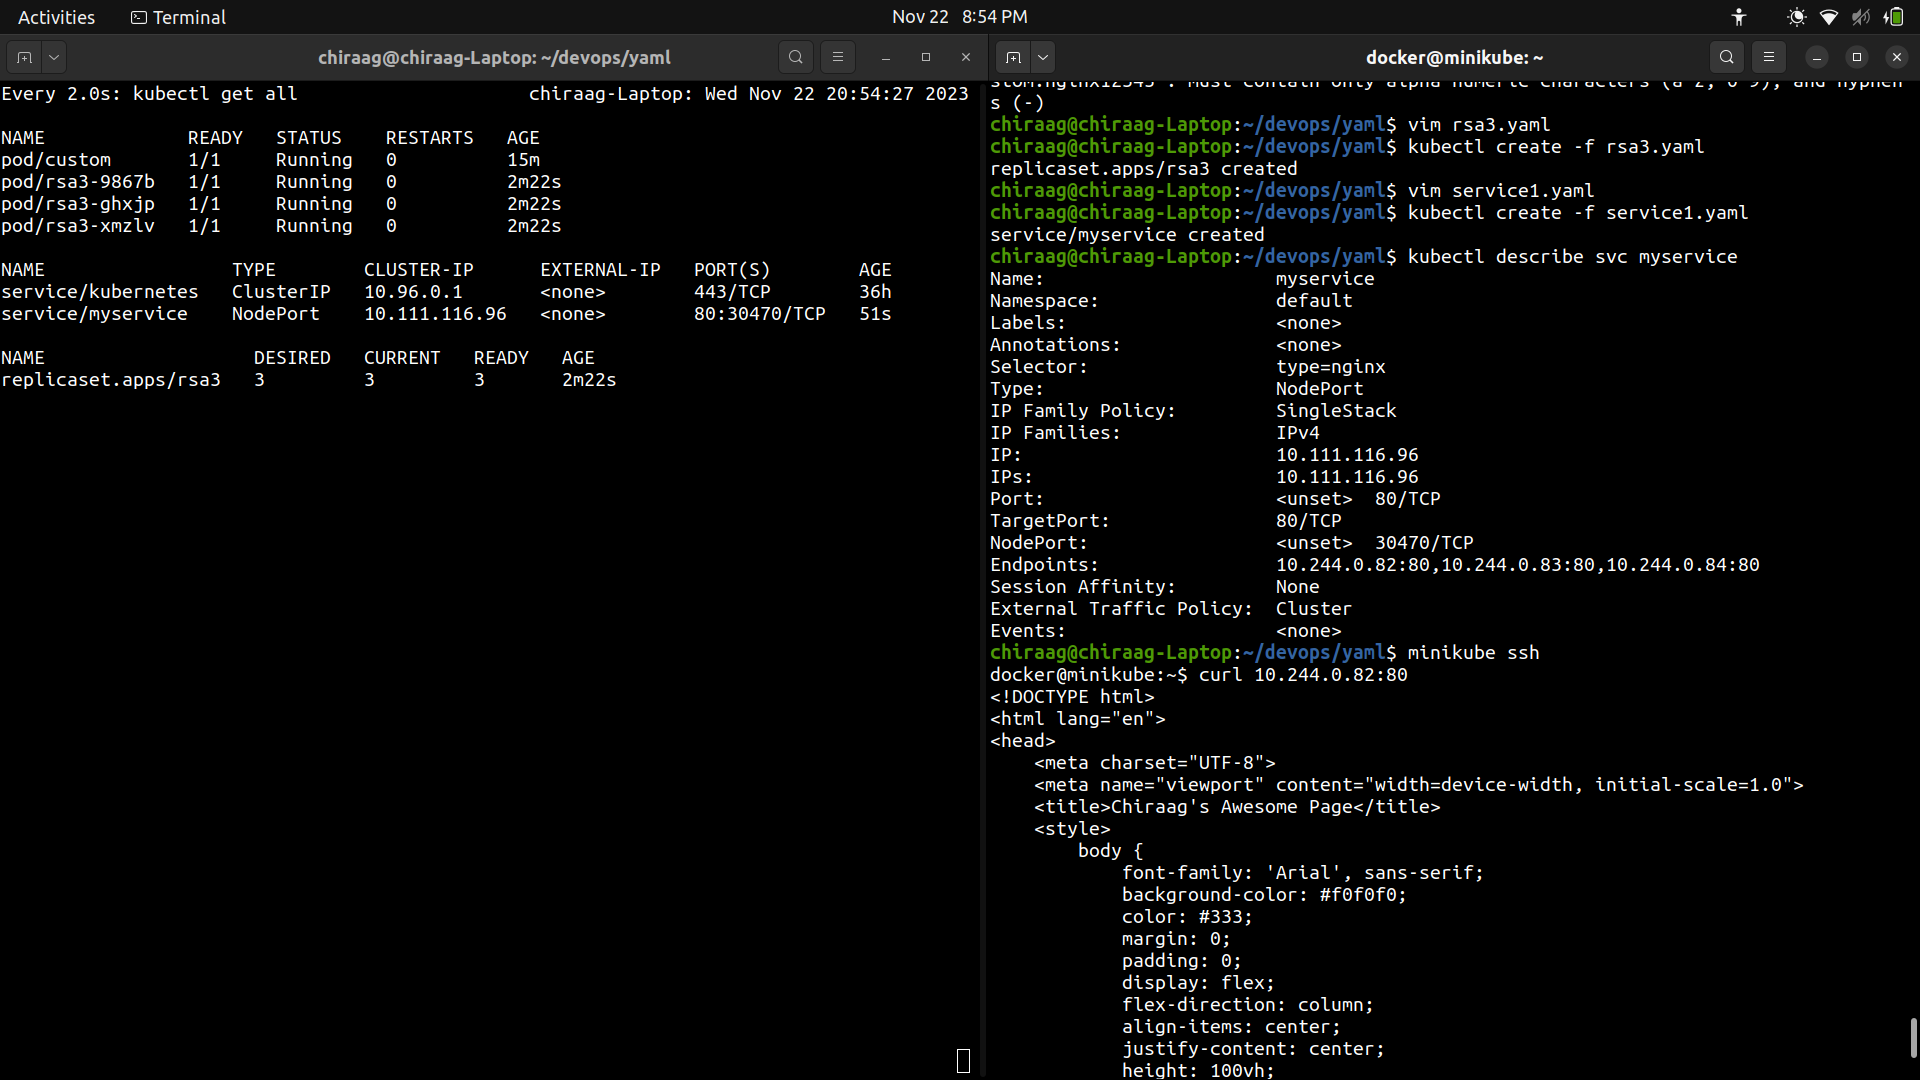 Activities
Terminal
Nov 22 8:54 PM
chiraag@chiraag-Laptop: ~/devops/yaml
Every 2.0s: kubectl get all chiraag-Laptop: Wed Nov 22 20:54:27 2023
NAME READY STATUS RESTARTS AGE
pod/custom 1/1 Running 0 15m
pod/rsa3-9867b 1/1 Running 0 2m22s
pod/rsa3-ghxjp 1/1 Running 0 2m22s
pod/rsa3-xmzlv 1/1 Running 0 2m22s
NAME TYPE CLUSTER-IP EXTERNAL-IP PORT(S) AGE
service/kubernetes ClusterIP 10.96.0.1 <none> 443/TCP 36h
service/myservice NodePort 10.111.116.96 <none> 80:30470/TCP 51s
NAME DESIRED CURRENT READY AGE
replicaset.apps/rsa3 3 3 3 2m22s
docker@minikube: ~
stom.nginx12345": Must contain only alpha numeric characters (a-z, 0-9), and hyphen
s (-)
chiraag@chiraag-Laptop:~/devops/yaml$ vim rsa3.yaml
chiraag@chiraag-Laptop:~/devops/yaml$ kubectl create -f rsa3.yaml
replicaset.apps/rsa3 created
chiraag@chiraag-Laptop:~/devops/yaml$ vim service1.yaml
chiraag@chiraag-Laptop:~/devops/yaml$ kubectl create -f service1.yaml
service/myservice created
chiraag@chiraag-Laptop:~/devops/yaml$ kubectl describe svc myservice
Name: myservice
Namespace: default
Labels: <none>
Annotations: <none>
Selector: type=nginx
Type: NodePort
IP Family Policy: SingleStack
IP Families: IPv4
IP: 10.111.116.96
IPs: 10.111.116.96
Port: <unset> 80/TCP
TargetPort: 80/TCP
NodePort: <unset> 30470/TCP
Endpoints: 10.244.0.82:80,10.244.0.83:80,10.244.0.84:80
Session Affinity: None
External Traffic Policy: Cluster
Events: <none>
chiraag@chiraag-Laptop:~/devops/yaml$ minikube ssh
docker@minikube:~$ curl 10.244.0.82:80
<!DOCTYPE html>
<html lang="en">
<head>
<meta charset="UTF-8">
<meta name="viewport" content="width=device-width, initial-scale=1.0">
<title>Chiraag's Awesome Page</title>
<style>
body {
font-family: 'Arial', sans-serif;
background-color: #f0f0f0;
color: #333;
margin: 0;
padding: 0;
display: flex;
flex-direction: column;
align-items: center;
justify-content: center;
height: 100vh;